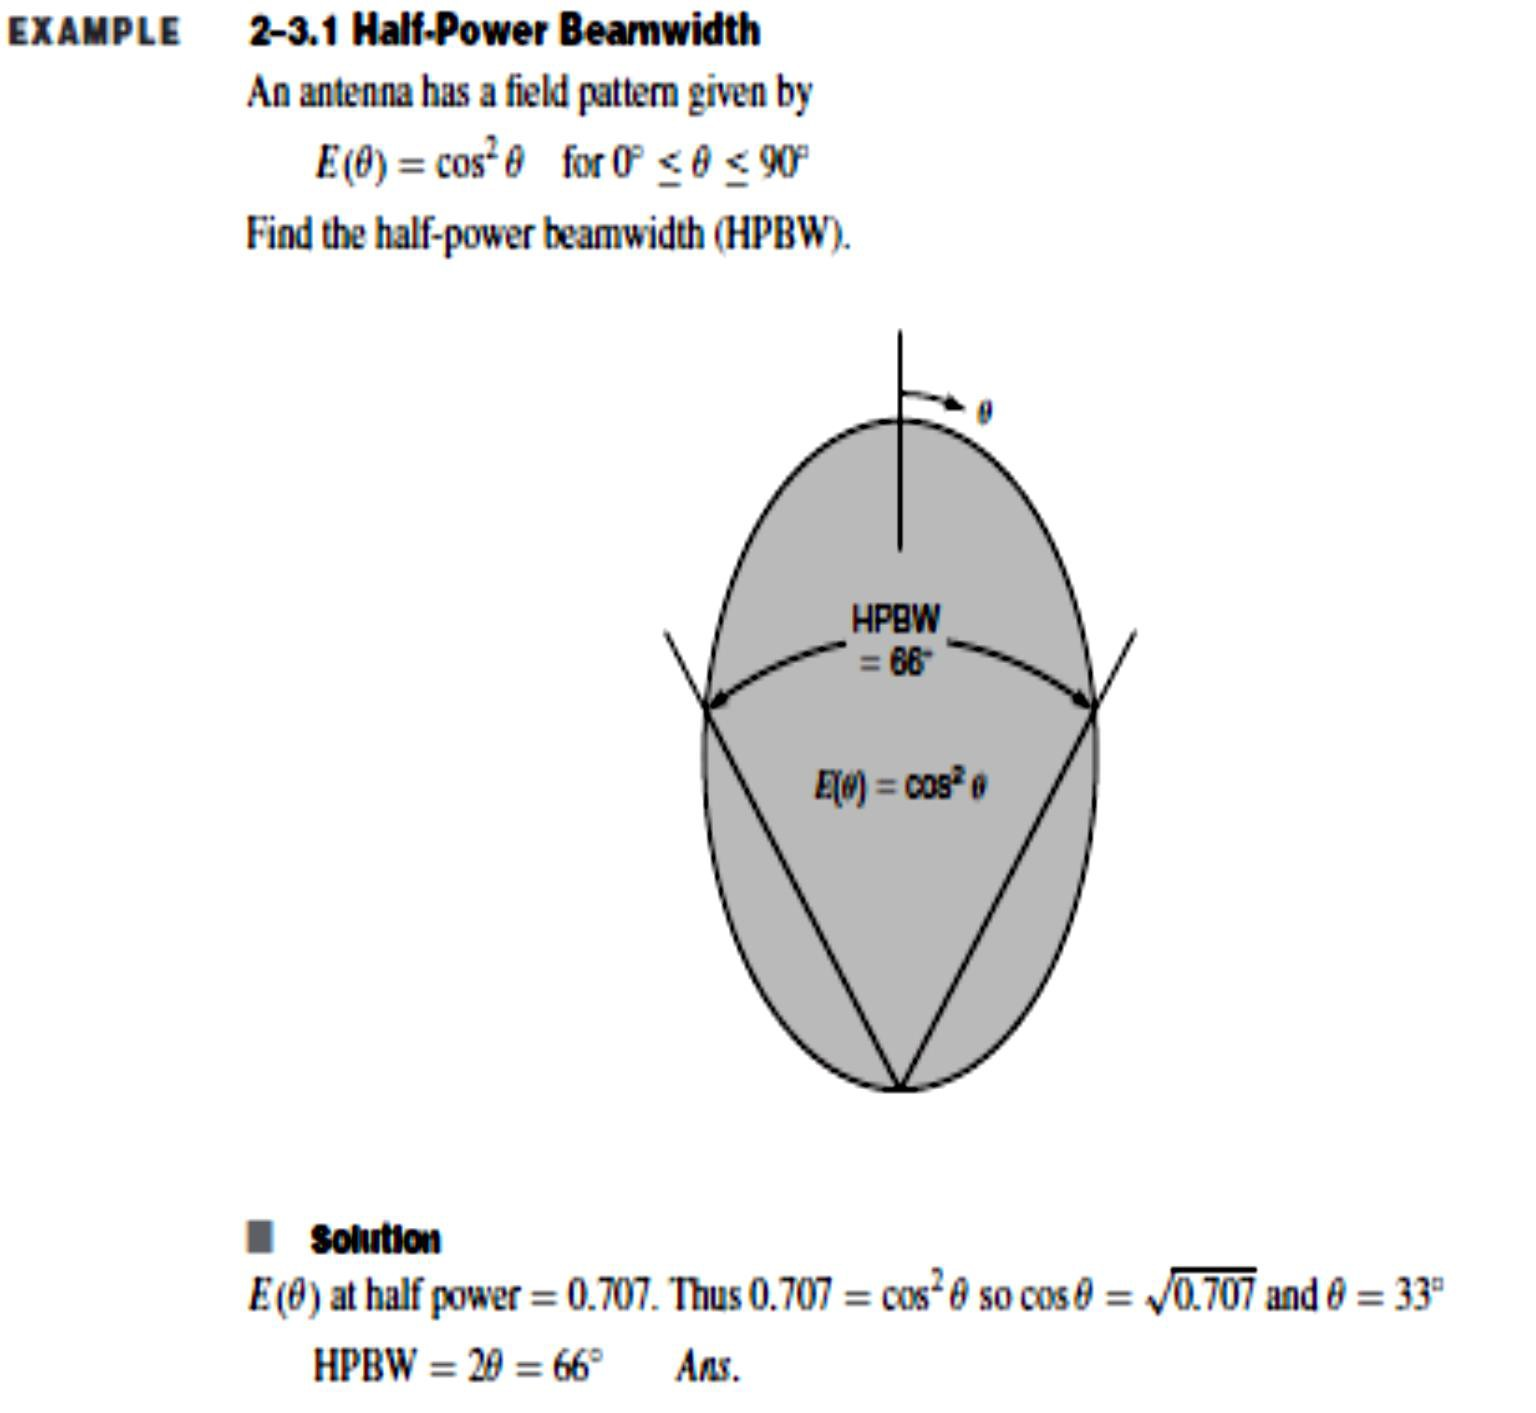 EXAMPLE 2–3.1 Half-Power Beamwidth
An antenna has a field pattern given by
E(θ) = cos² θ for 0° ≤ θ ≤ 90°
Find the half-power beamwidth (HPBW).
θ
HPBW
= 66°
E(θ) = cos² θ
Solution
E(θ) at half power = 0.707. Thus 0.707 = cos² θ so cos θ = √0.707 and θ = 33°
HPBW = 2θ = 66° Ans.